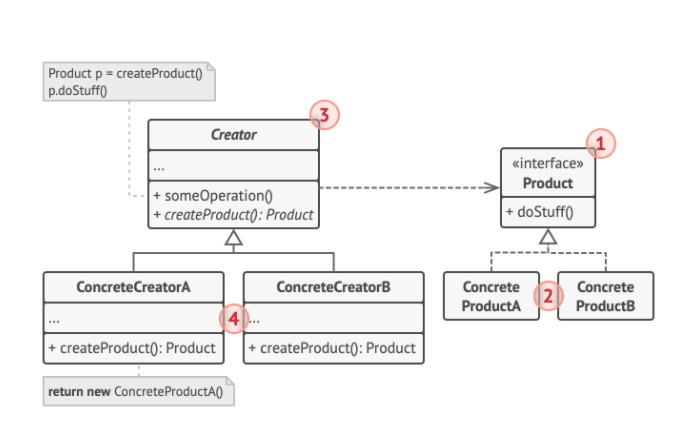 Product p = createProduct()
p.doStuff()
3
Creator
...
+ someOperation()
+ createProduct(): Product
1
«interface»
Product
+ doStuff()
ConcreteCreatorA
...
+ createProduct(): Product
4
ConcreteCreatorB
...
+ createProduct(): Product
Concrete
ProductA
2
Concrete
ProductB
return new ConcreteProductA()